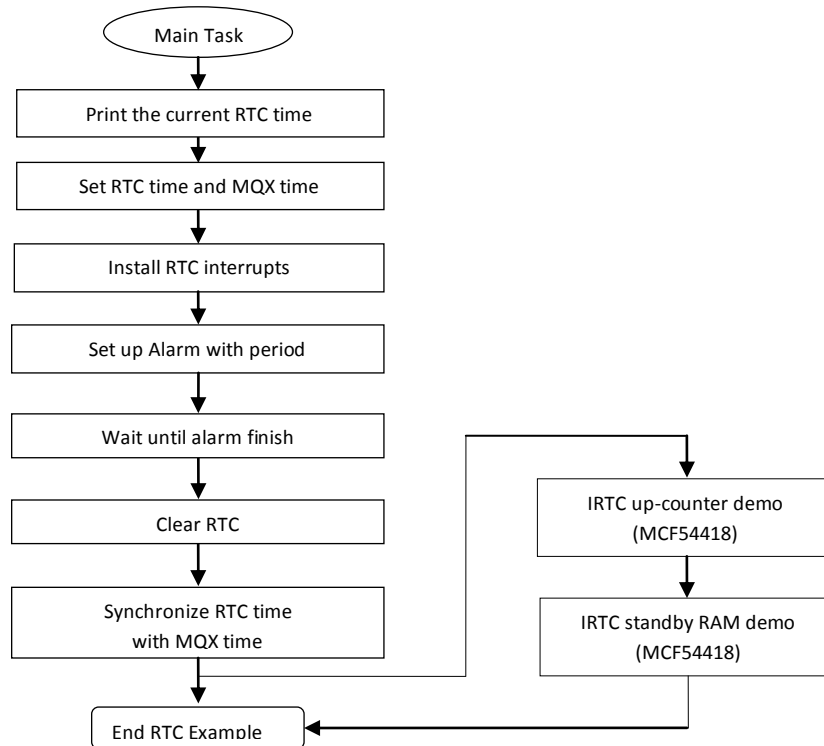 Main Task
Print the current RTC time
Set RTC time and MQX time
Install RTC interrupts
Set up Alarm with period
Wait until alarm finish
Clear RTC
Synchronize RTC time
with MQX time
End RTC Example
IRTC up-counter demo
(MCF54418)
IRTC standby RAM demo
(MCF54418)